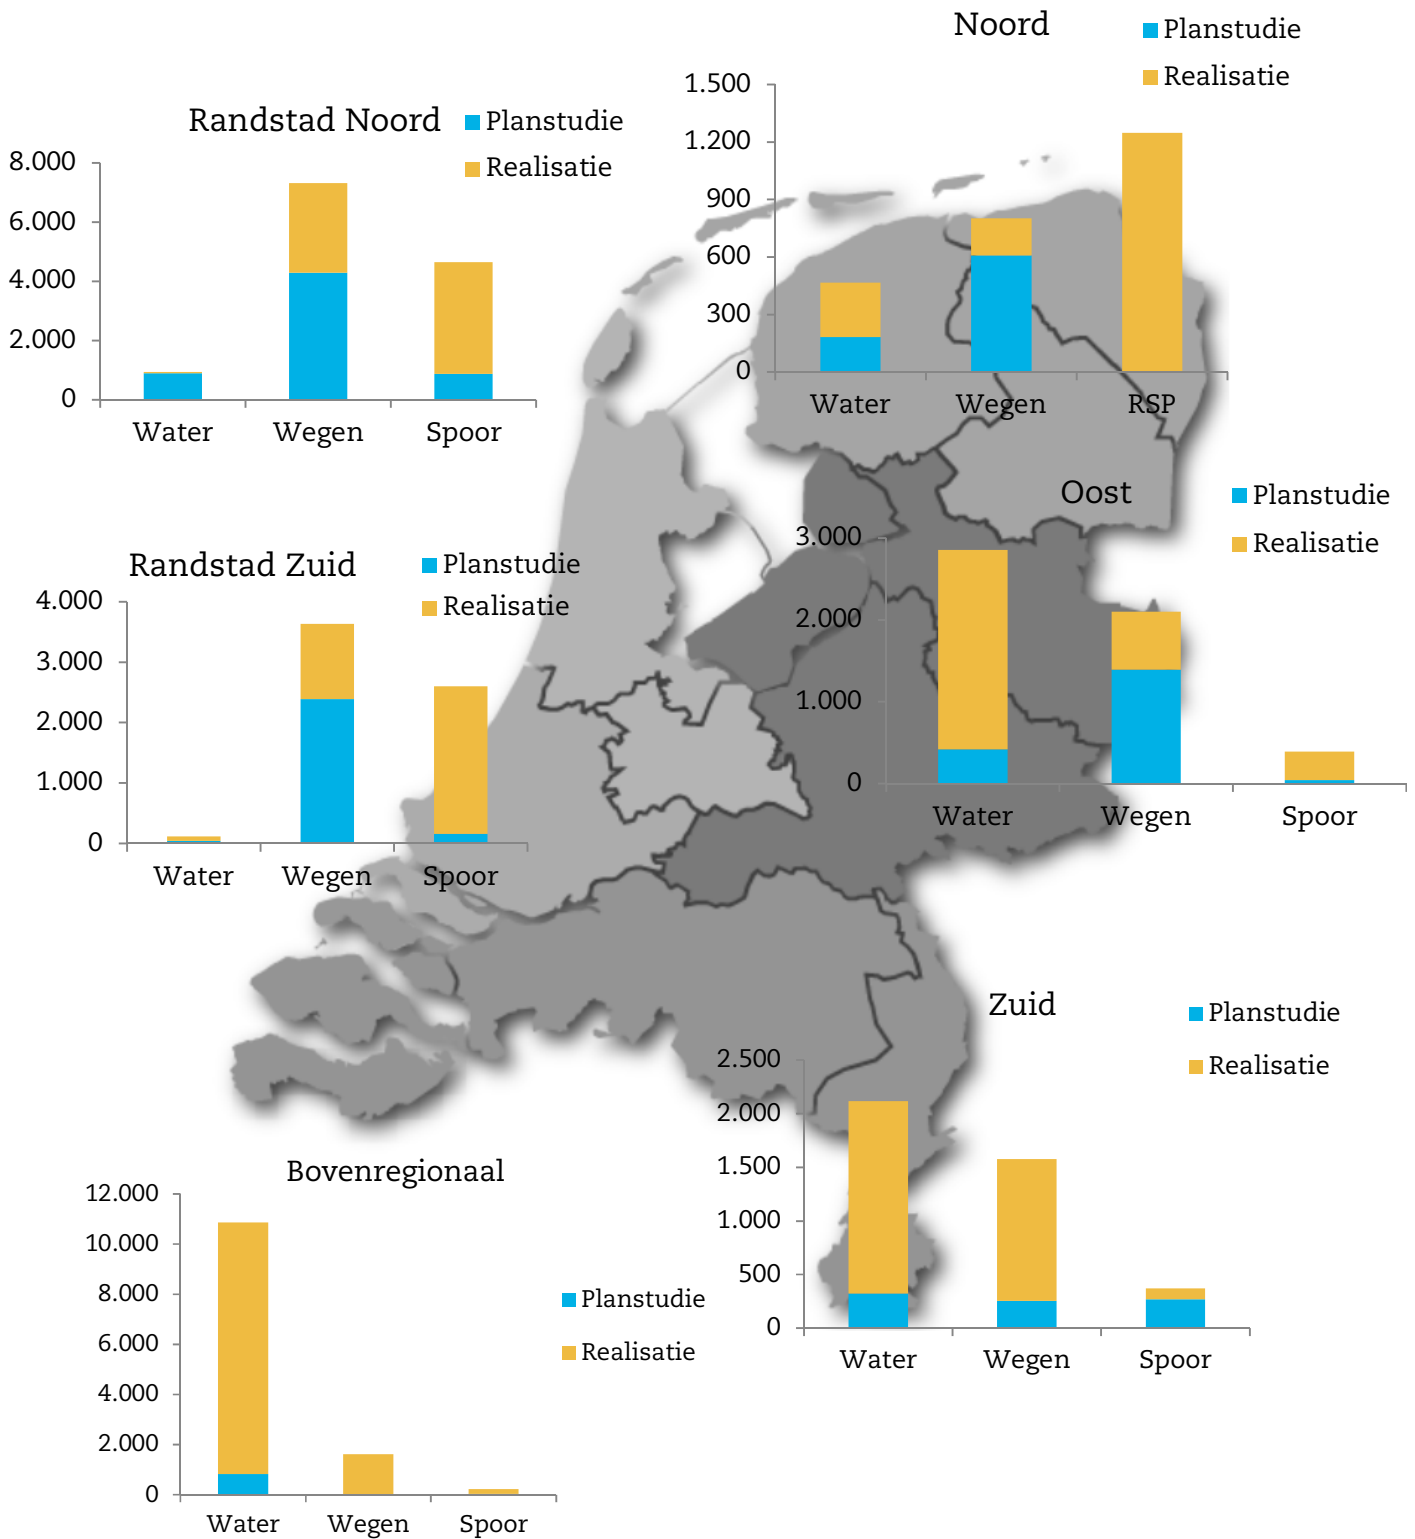 Noord
Planstudie
Realisatie
1.500
1.200
900
600
300
0
Water Wegen RSP
Randstad Noord
Planstudie
Realisatie
8.000
6.000
4.000
2.000
0
Water Wegen Spoor
Oost
Planstudie
Realisatie
3.000
2.000
1.000
0
Water Wegen Spoor
Randstad Zuid
Planstudie
Realisatie
4.000
3.000
2.000
1.000
0
Water Wegen Spoor
Zuid
Planstudie
Realisatie
2.500
2.000
1.500
1.000
500
0
Water Wegen Spoor
Bovenregionaal
12.000
10.000
8.000
6.000
4.000
2.000
0
Planstudie
Realisatie
Water Wegen Spoor